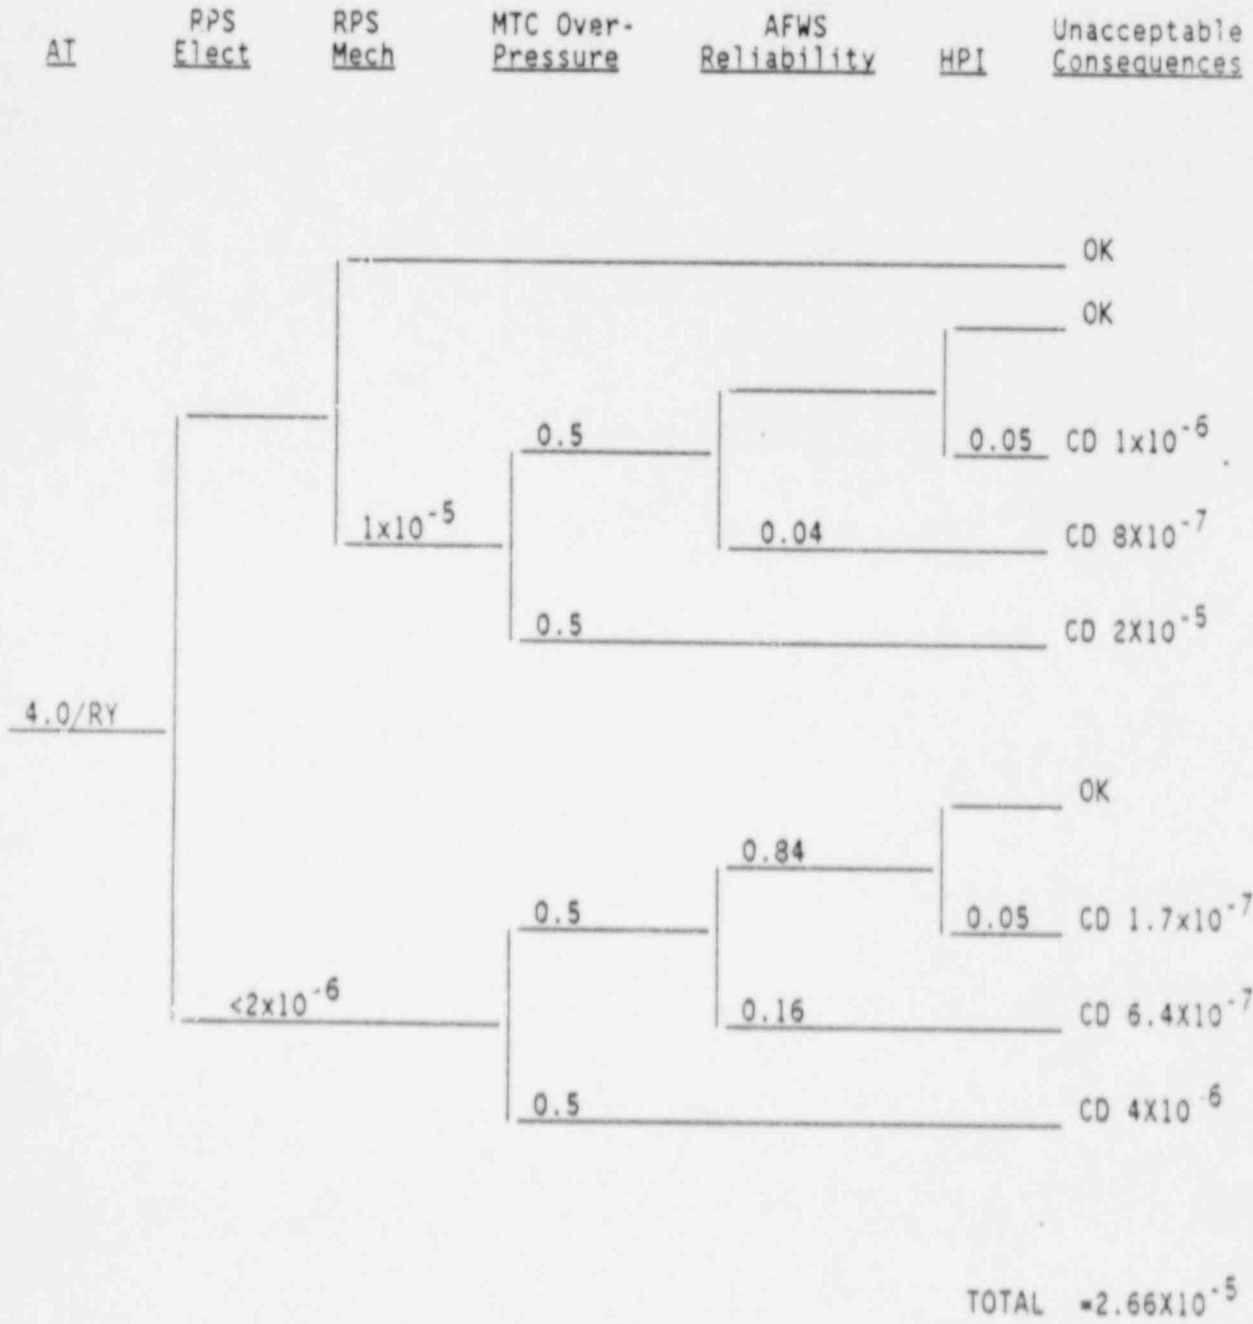 AT RPS Elect RPS Mech MTC Over-Pressure AFWS Reliability HPI Unacceptable Consequences
OK
OK
0.5 0.05 CD 1x10⁻⁶
1x10⁻⁵ 0.04 CD 8X10⁻⁷
0.5 CD 2X10⁻⁵
4.0/RY
OK
0.84
0.5 0.05 CD 1.7x10⁻⁷
<2x10⁻⁶ 0.16 CD 6.4X10⁻⁷
0.5 CD 4X10⁻⁶
TOTAL =2.66X10⁻⁵